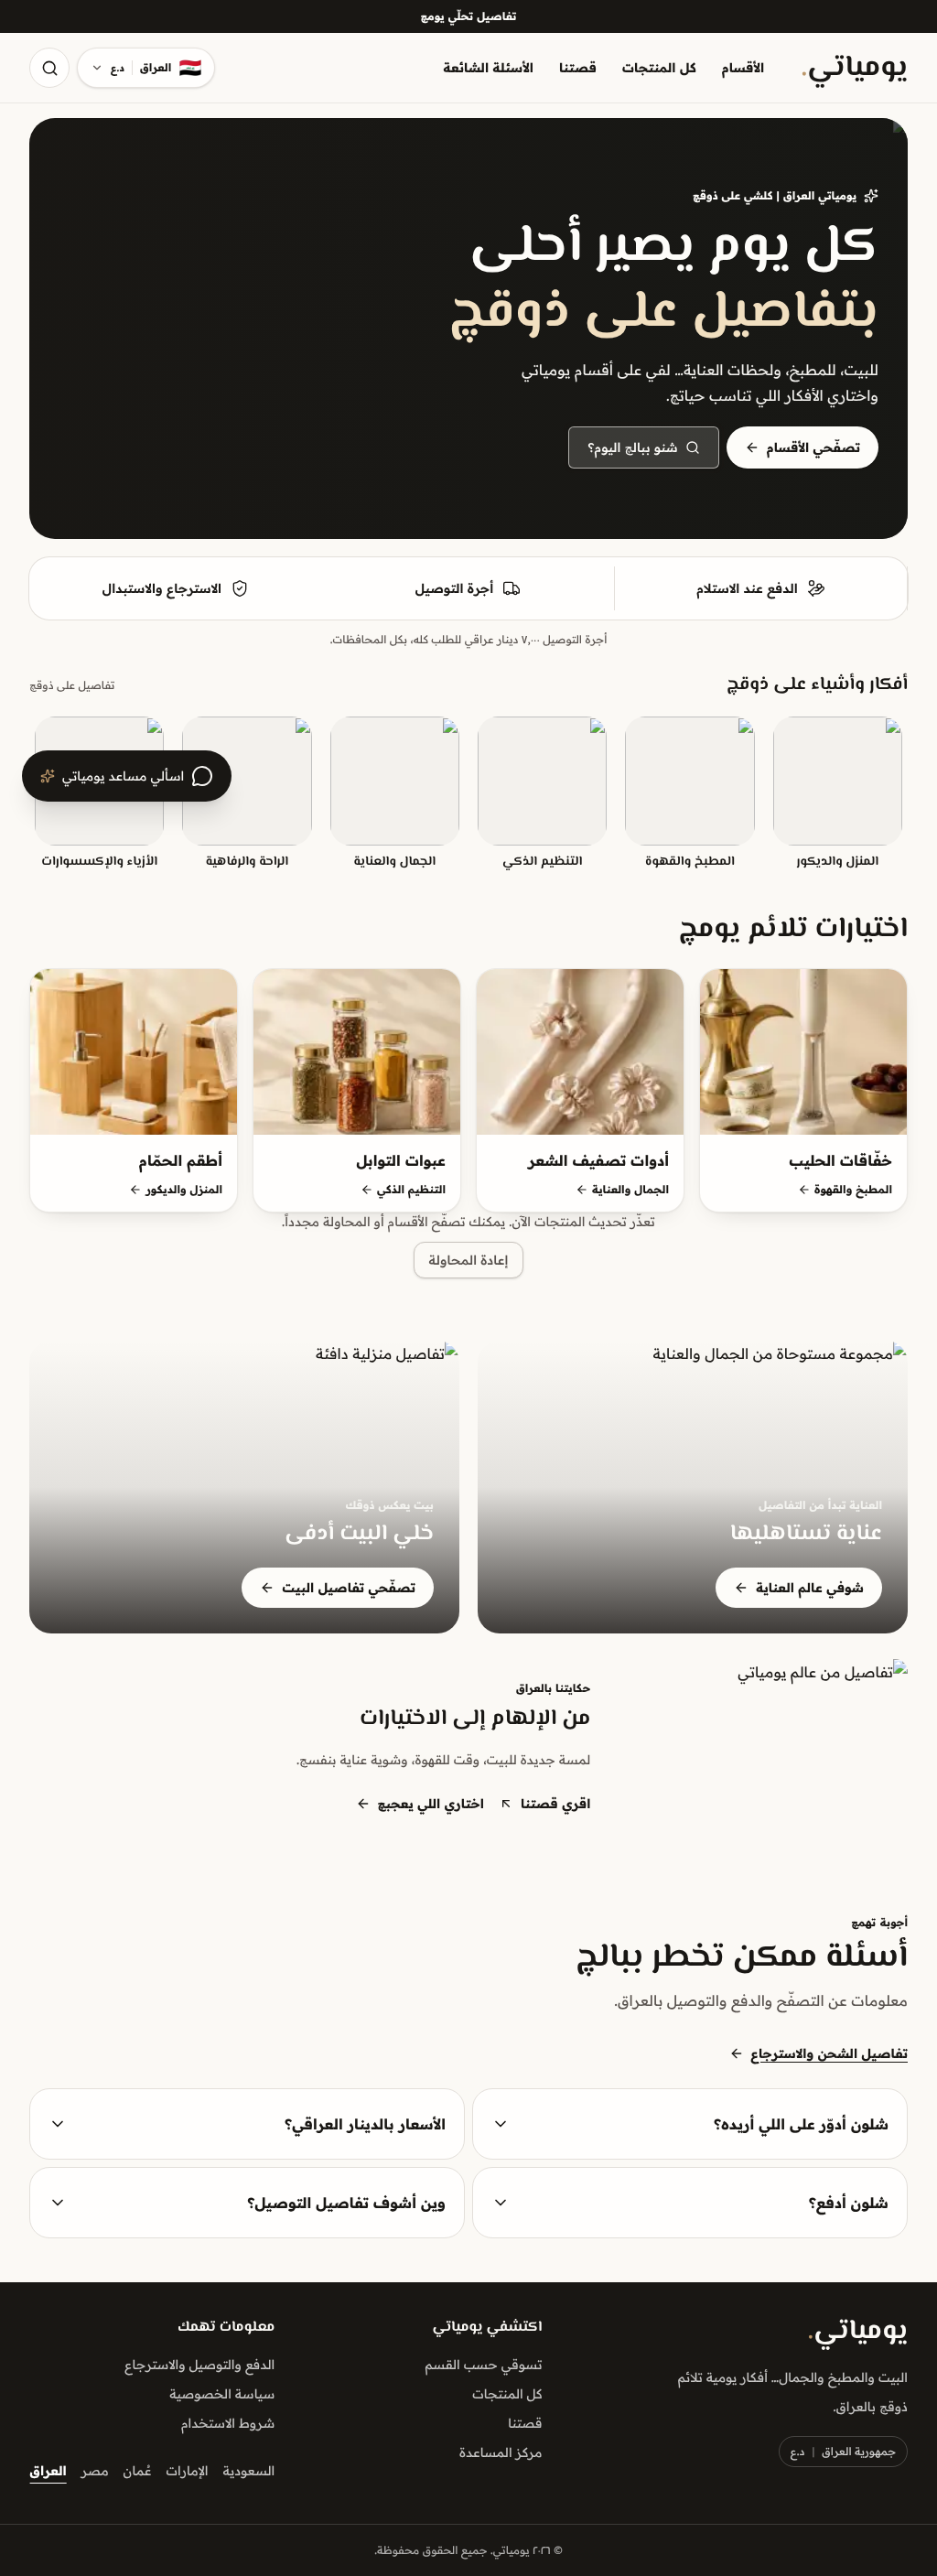 تفاصيل تحلّي يومچ
يومياتي.
الأقسام
كل المنتجات
قصتنا
الأسئلة الشائعة
العراق
د.ع
يومياتي العراق | كلشي على ذوقچ
كل يوم يصير أحلى
بتفاصيل على ذوقچ
للبيت، للمطبخ، ولحظات العناية... لفي على أقسام يومياتي
واختاري الأفكار اللي تناسب حياتچ.
تصفّحي الأقسام
شنو ببالچ اليوم؟
الدفع عند الاستلام
أجرة التوصيل
الاسترجاع والاستبدال
أجرة التوصيل ٧,٠٠٠ دينار عراقي للطلب كله، بكل المحافظات.
أفكار وأشياء على ذوقچ
تفاصيل على ذوقچ
اسألي مساعد يومياتي
المنزل والديكور
المطبخ والقهوة
التنظيم الذكي
الجمال والعناية
الراحة والرفاهية
الأزياء والإكسسوارات
اختيارات تلائم يومچ
خفّاقات الحليب
المطبخ والقهوة
أدوات تصفيف الشعر
الجمال والعناية
عبوات التوابل
التنظيم الذكي
أطقم الحمّام
المنزل والديكور
تعذّر تحديث المنتجات الآن. يمكنك تصفّح الأقسام أو المحاولة مجدداً.
إعادة المحاولة
مجموعة مستوحاة من الجمال والعناية
العناية تبدأ من التفاصيل
عناية تستاهليها
شوفي عالم العناية
تفاصيل منزلية دافئة
بيت يعكس ذوقك
خلي البيت أدفى
تصفّحي تفاصيل البيت
تفاصيل من عالم يومياتي
حكايتنا بالعراق
من الإلهام إلى الاختيارات
لمسة جديدة للبيت، وقت للقهوة، وشوية عناية بنفسچ.
اقري قصتنا
اختاري اللي يعجبچ
أجوبة تهمچ
أسئلة ممكن تخطر ببالچ
معلومات عن التصفّح والدفع والتوصيل بالعراق.
تفاصيل الشحن والاسترجاع
شلون أدوّر على اللي أريده؟
الأسعار بالدينار العراقي؟
شلون أدفع؟
وين أشوف تفاصيل التوصيل؟
يومياتي.
البيت والمطبخ والجمال... أفكار يومية تلائم
ذوقچ بالعراق.
جمهورية العراق | د.ع
اكتشفي يومياتي
تسوقي حسب القسم
كل المنتجات
قصتنا
مركز المساعدة
معلومات تهمك
الدفع والتوصيل والاسترجاع
سياسة الخصوصية
شروط الاستخدام
السعودية
الإمارات
عُمان
مصر
العراق
© ٢٠٢٦ يومياتي. جميع الحقوق محفوظة.